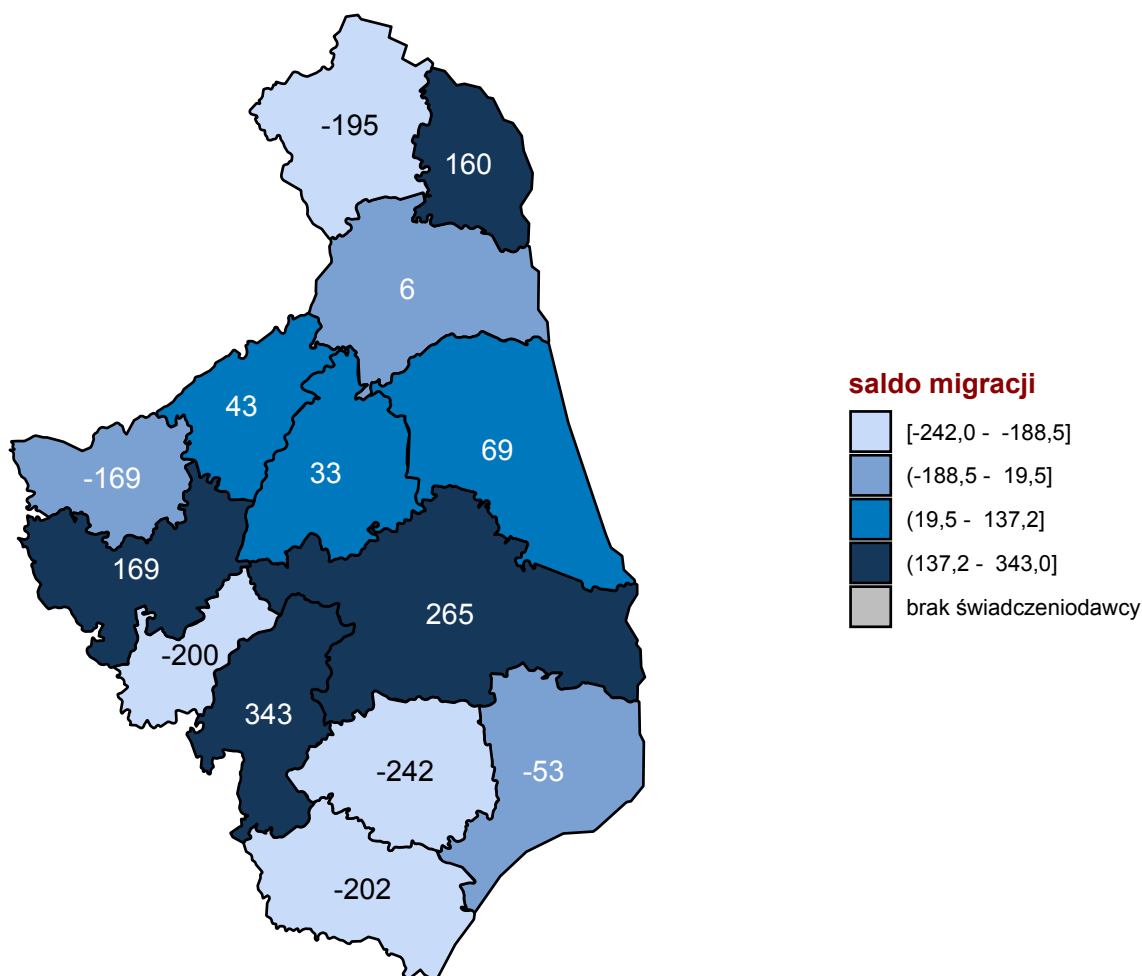 -195
160
6
43
69
-169
33
169
265
-200
343
-242
-53
-202
saldo migracji
[-242,0 - -188,5]
(-188,5 - 19,5]
(19,5 - 137,2]
(137,2 - 343,0]
brak świadczeniodawcy